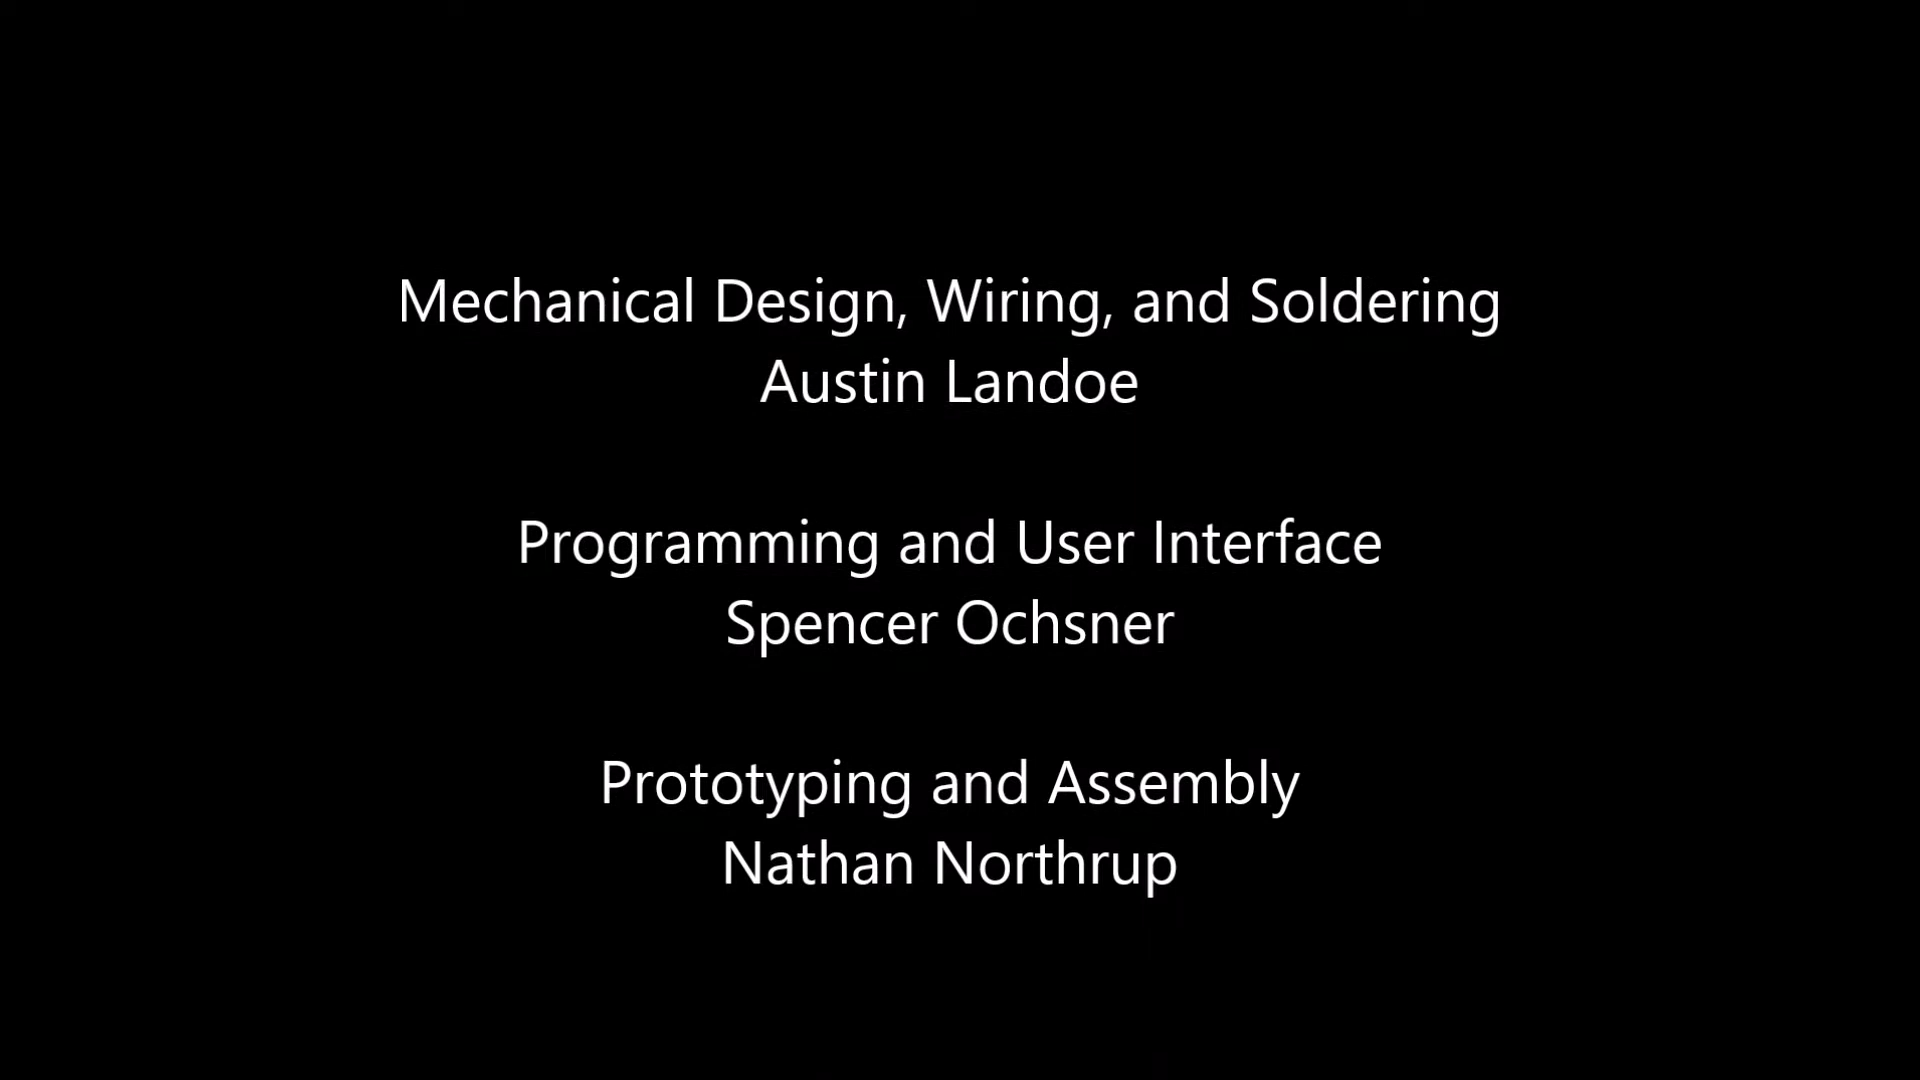 Mechanical Design, Wiring, and Soldering
Austin Landoe
Programming and User Interface
Spencer Ochsner
Prototyping and Assembly
Nathan Northrup